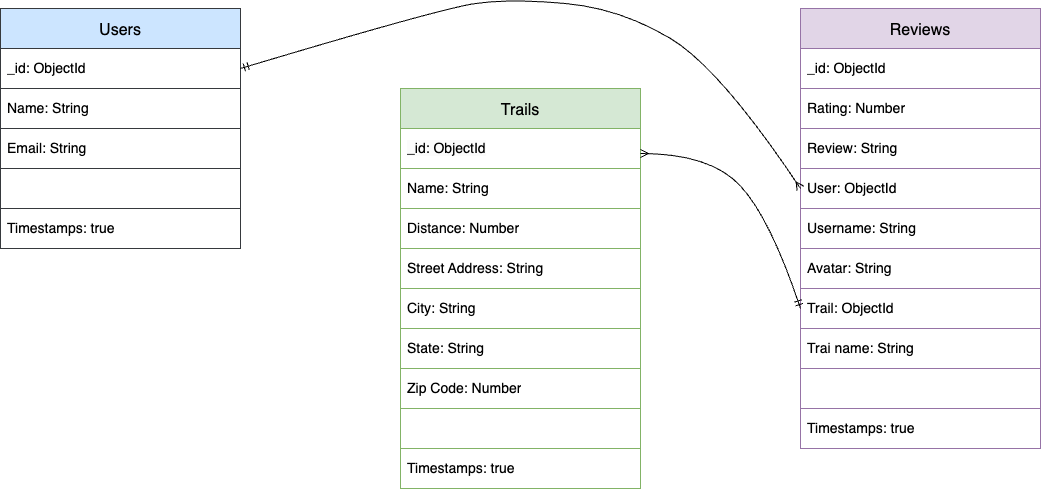 Users
_id: ObjectId
Name: String
Email: String
Timestamps: true
Trails
_id: ObjectId
Name: String
Distance: Number
Street Address: String
City: String
State: String
Zip Code: Number
Timestamps: true
Reviews
_id: ObjectId
Rating: Number
Review: String
User: ObjectId
Username: String
Avatar: String
Trail: ObjectId
Trai name: String
Timestamps: true